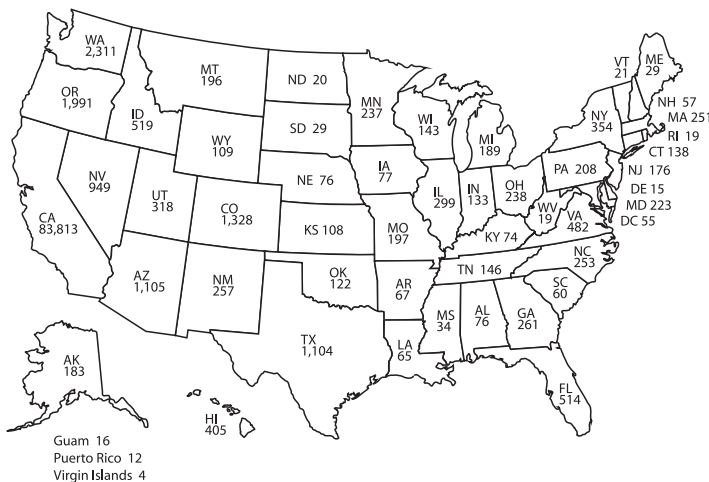 WA
2,311
OR
1,991
ID
519
MT
196
WY
109
NV
949
UT
318
CO
1,328
CA
83,813
AZ
1,105
NM
257
ND 20
SD 29
NE 76
KS 108
OK
122
TX
1,104
MN
237
IA
77
MO
197
AR
67
LA
65
WI
143
IL
299
MI
189
IN
133
OH
238
KY 74
TN 146
MS
34
AL
76
GA
261
FL
514
SC
60
NC
253
VA
482
WV
19
PA 208
NY
354
VT
21
ME
29
NH 57
MA 251
RI 19
CT 138
NJ 176
DE 15
MD 223
DC 55
AK
183
HI
405
Guam 16
Puerto Rico 12
Virgin Islands 4